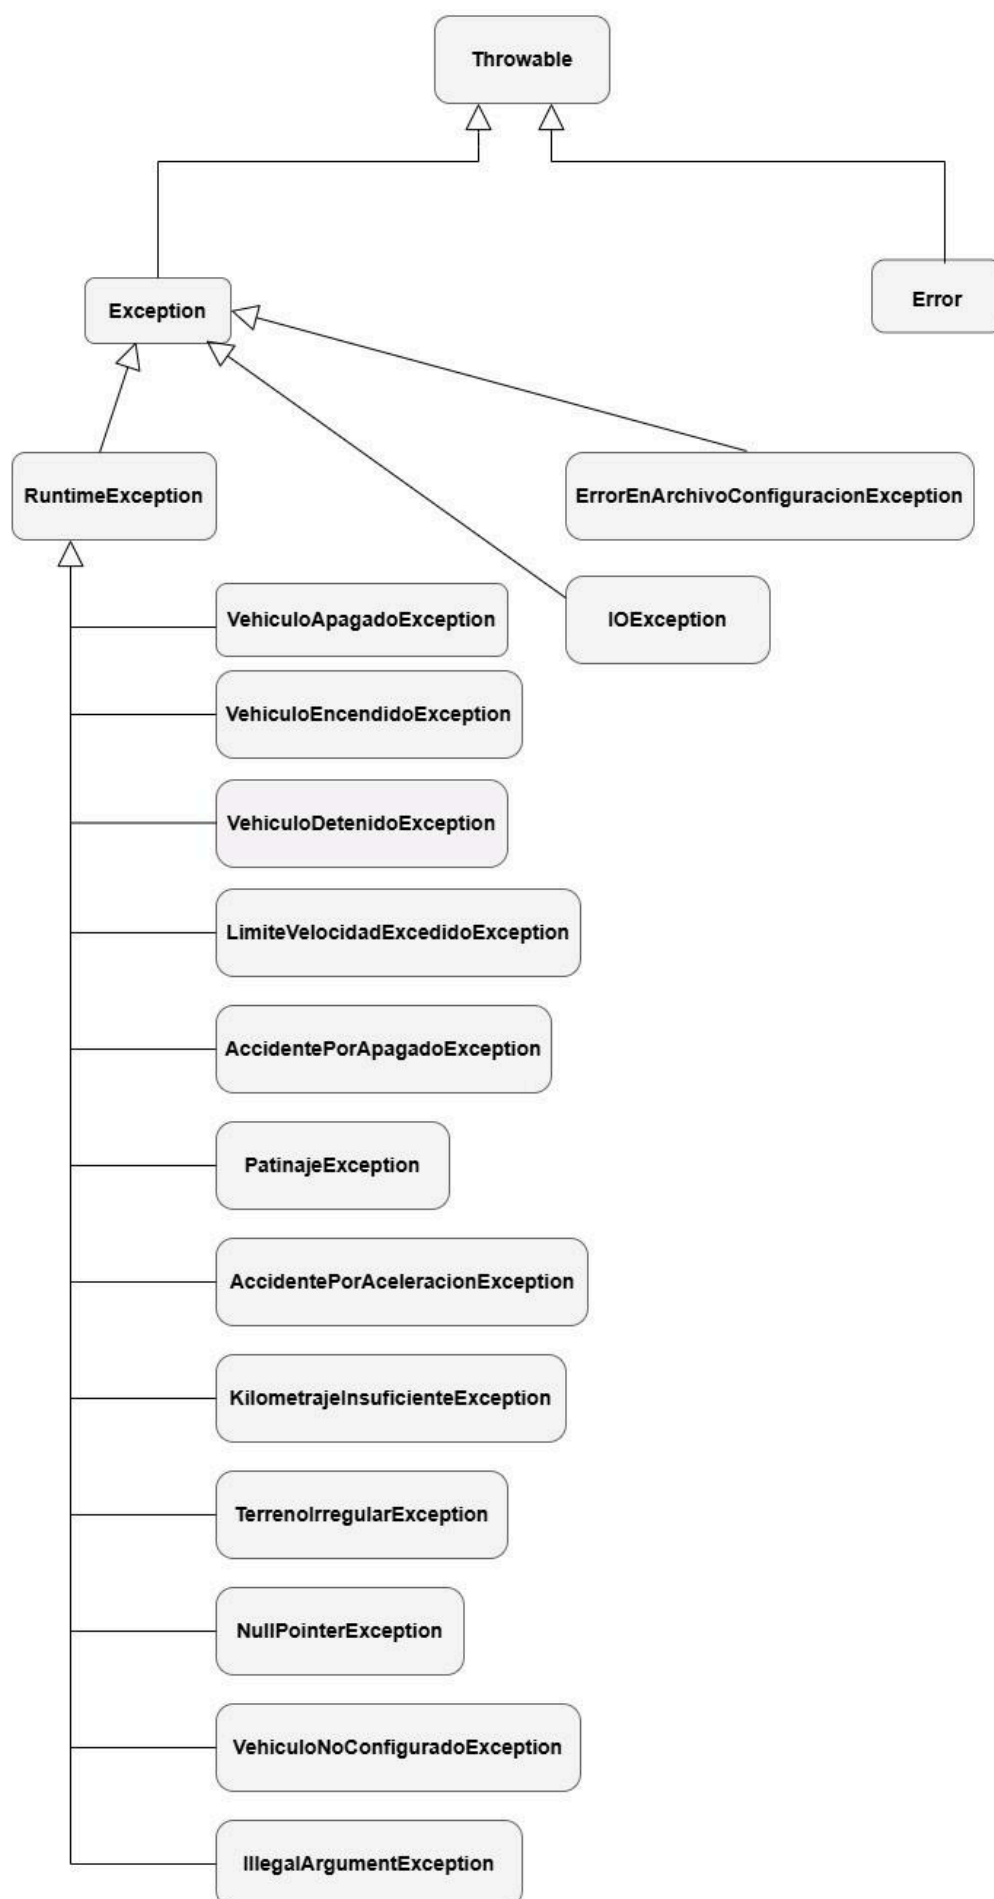 Throwable
Exception
Error
RuntimeException
ErrorEnArchivoConfiguracionException
VehiculoApagadoException
IOException
VehiculoEncendidoException
VehiculoDetenidoException
LimiteVelocidadExcedidoException
AccidentePorApagadoException
PatinajeException
AccidentePorAceleracionException
KilometrajeInsuficienteException
TerrenoIrregularException
NullPointerException
VehiculoNoConfiguradoException
IllegalArgumentException